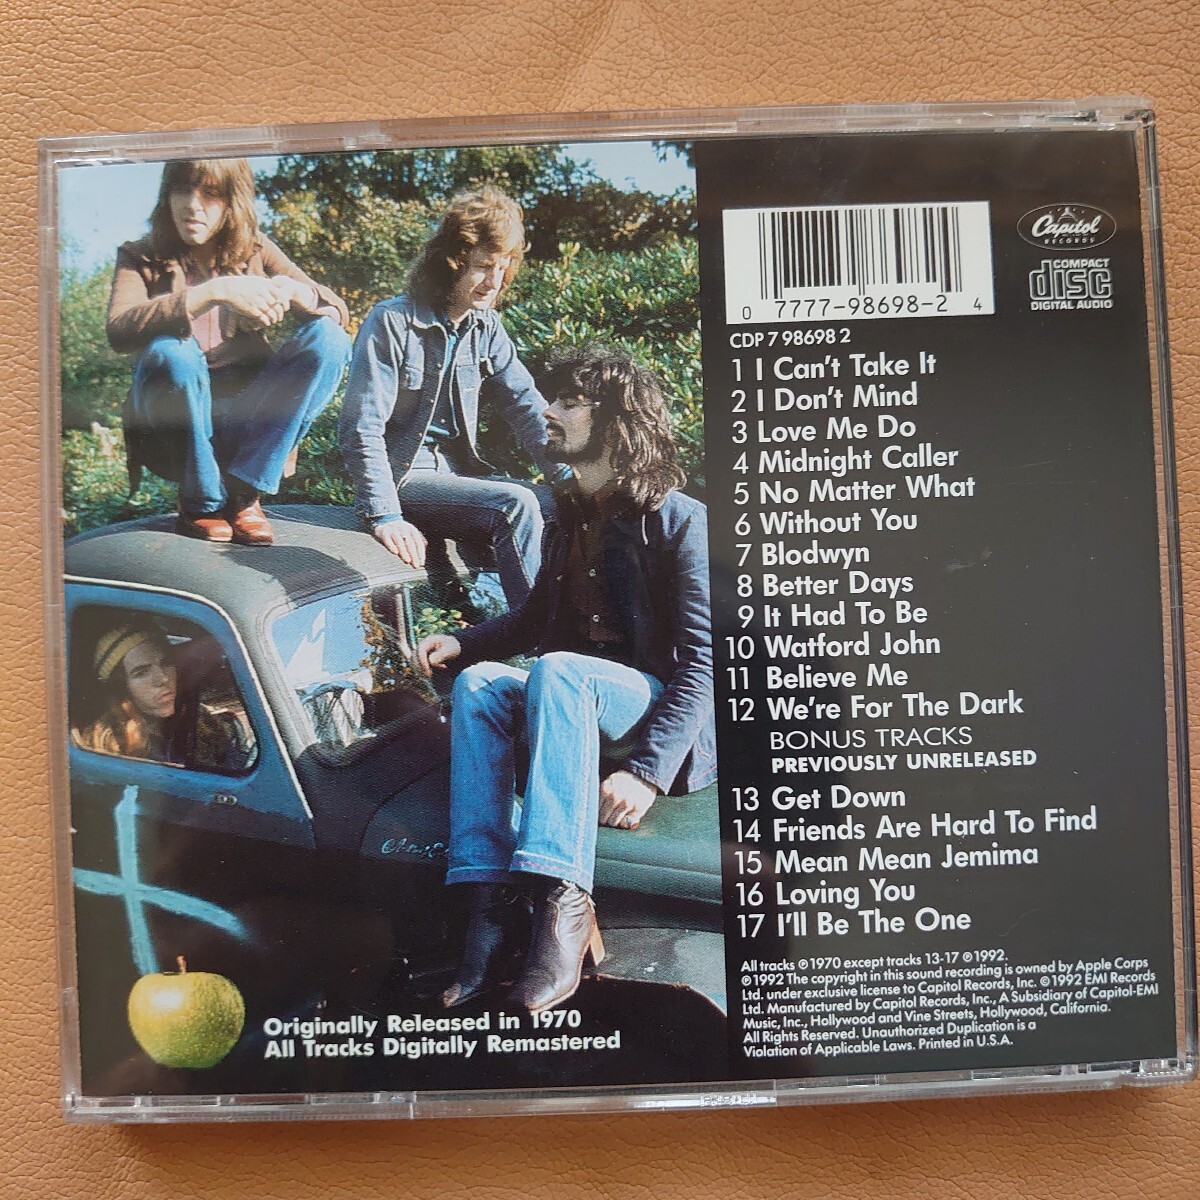 Capitol
RECORDS
COMPACT
disc
DIGITAL AUDIO
0 7777-98698-2 4
CDP 7 98698 2
1 I Can't Take It
2 I Don't Mind
3 Love Me Do
4 Midnight Caller
5 No Matter What
6 Without You
7 Blodwyn
8 Better Days
9 It Had To Be
10 Watford John
11 Believe Me
12 We're For The Dark
BONUS TRACKS
PREVIOUSLY UNRELEASED
13 Get Down
14 Friends Are Hard To Find
15 Mean Mean Jemima
16 Loving You
17 I'll Be The One
All tracks ℗1970 except tracks 13-17 ℗1992.
℗1992 The copyright in this sound recording is owned by Apple Corps
Ltd. under exclusive license to Capitol Records, Inc. ©1992 EMI Records
Ltd. Manufactured by Capitol Records, Inc., A Subsidiary of Capitol-EMI
Music, Inc., Hollywood and Vine Streets, Hollywood, California.
All Rights Reserved. Unauthorized Duplication is a
Violation of Applicable Laws. Printed in U.S.A.
Originally Released in 1970
All Tracks Digitally Remastered